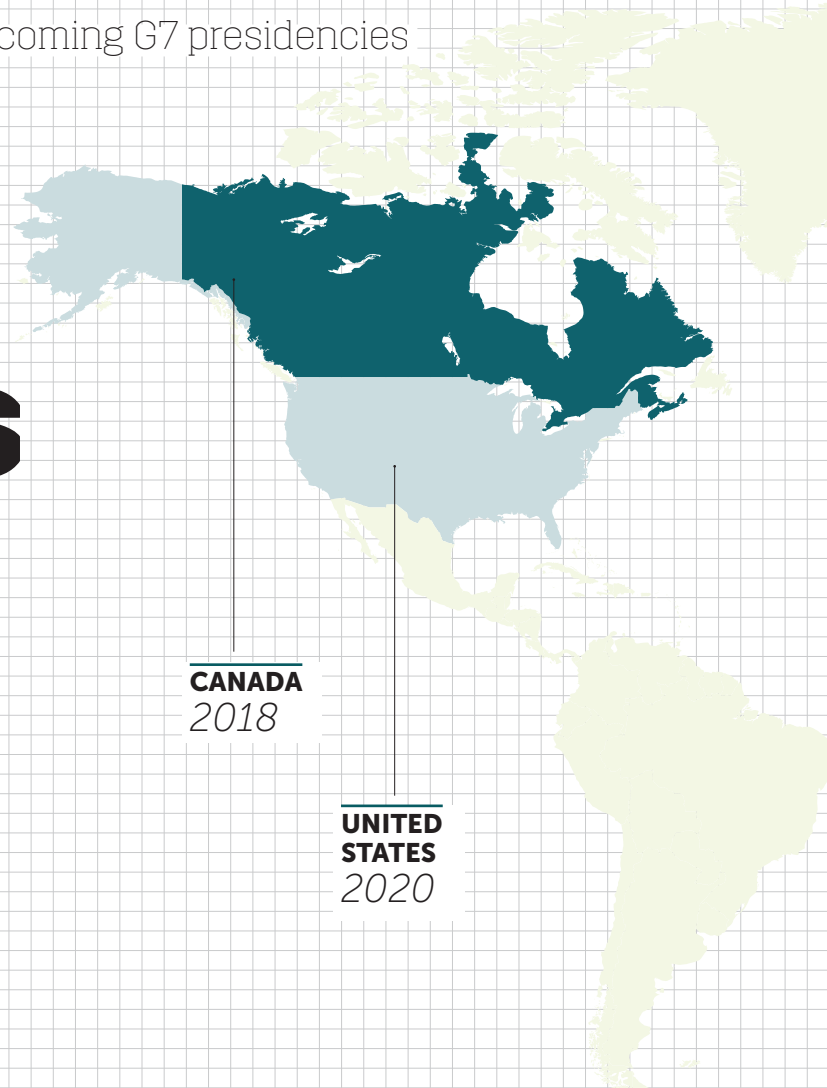 coming G7 presidencies
S
CANADA
2018
UNITED
STATES
2020